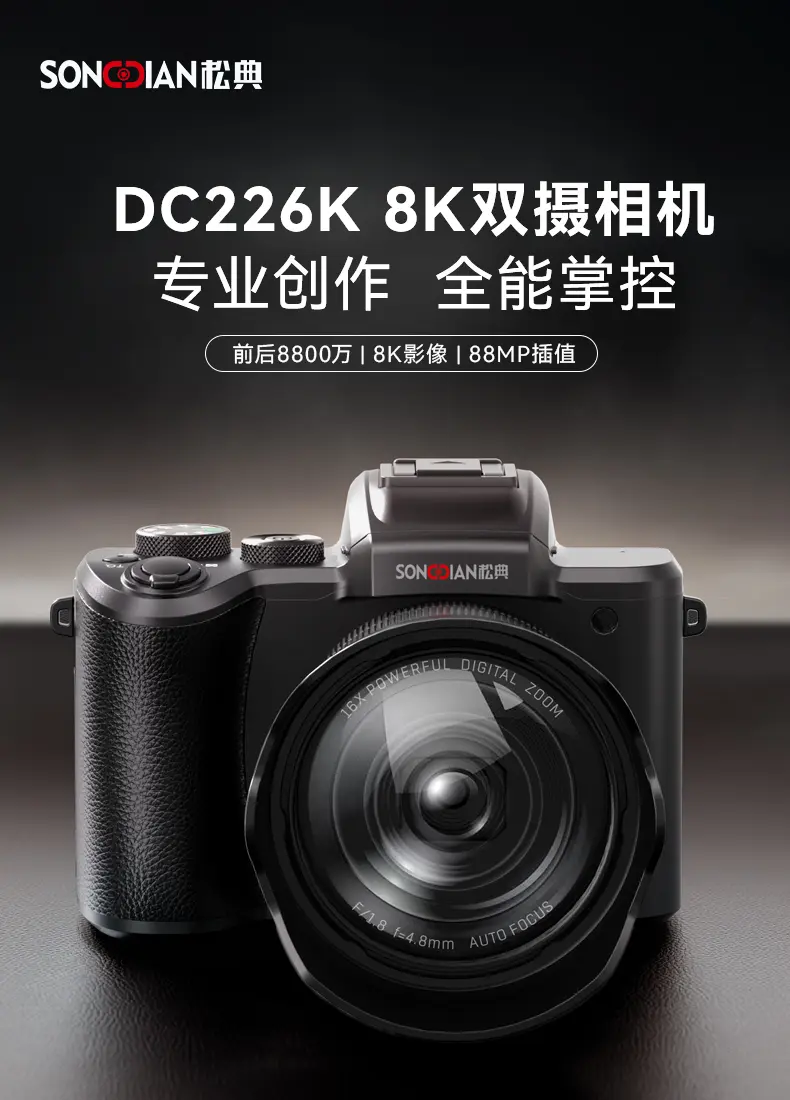 SONGDIAN松典
DC226K 8K双摄相机
专业创作 全能掌控
前后8800万 | 8K影像 | 88MP插值
SONGDIAN松典
16X POWERFUL DIGITAL ZOOM
F/1.8 f=4.8mm AUTO FOCUS